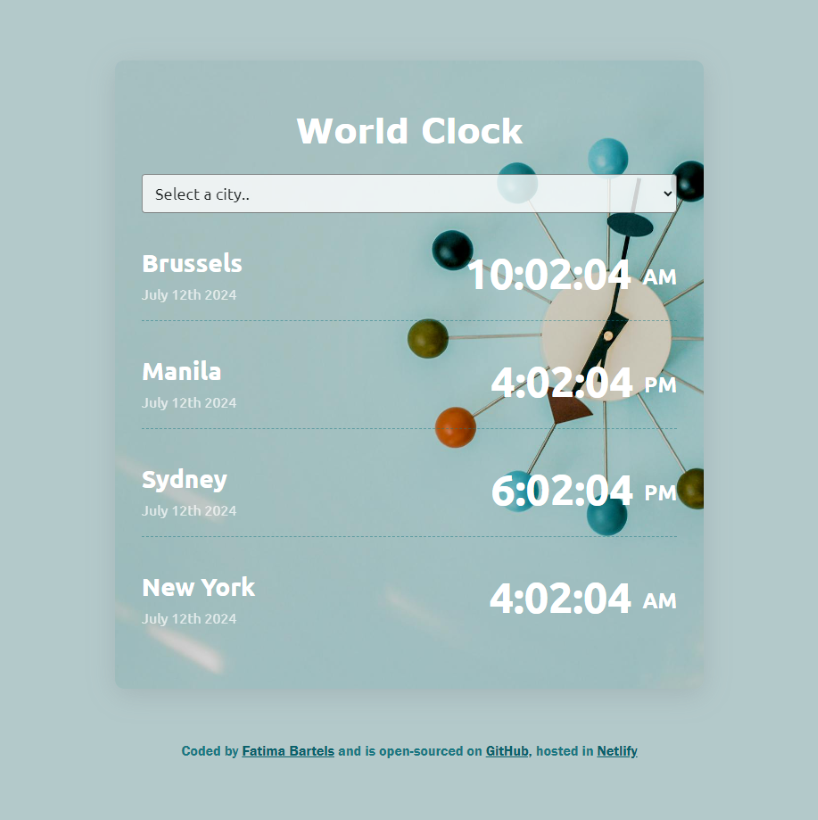 World Clock
Select a city..
Brussels
10:02:04 AM
July 12th 2024
Manila
4:02:04 PM
July 12th 2024
Sydney
6:02:04 PM
July 12th 2024
New York
4:02:04 AM
July 12th 2024
Coded by Fatima Bartels and is open-sourced on GitHub, hosted in Netlify